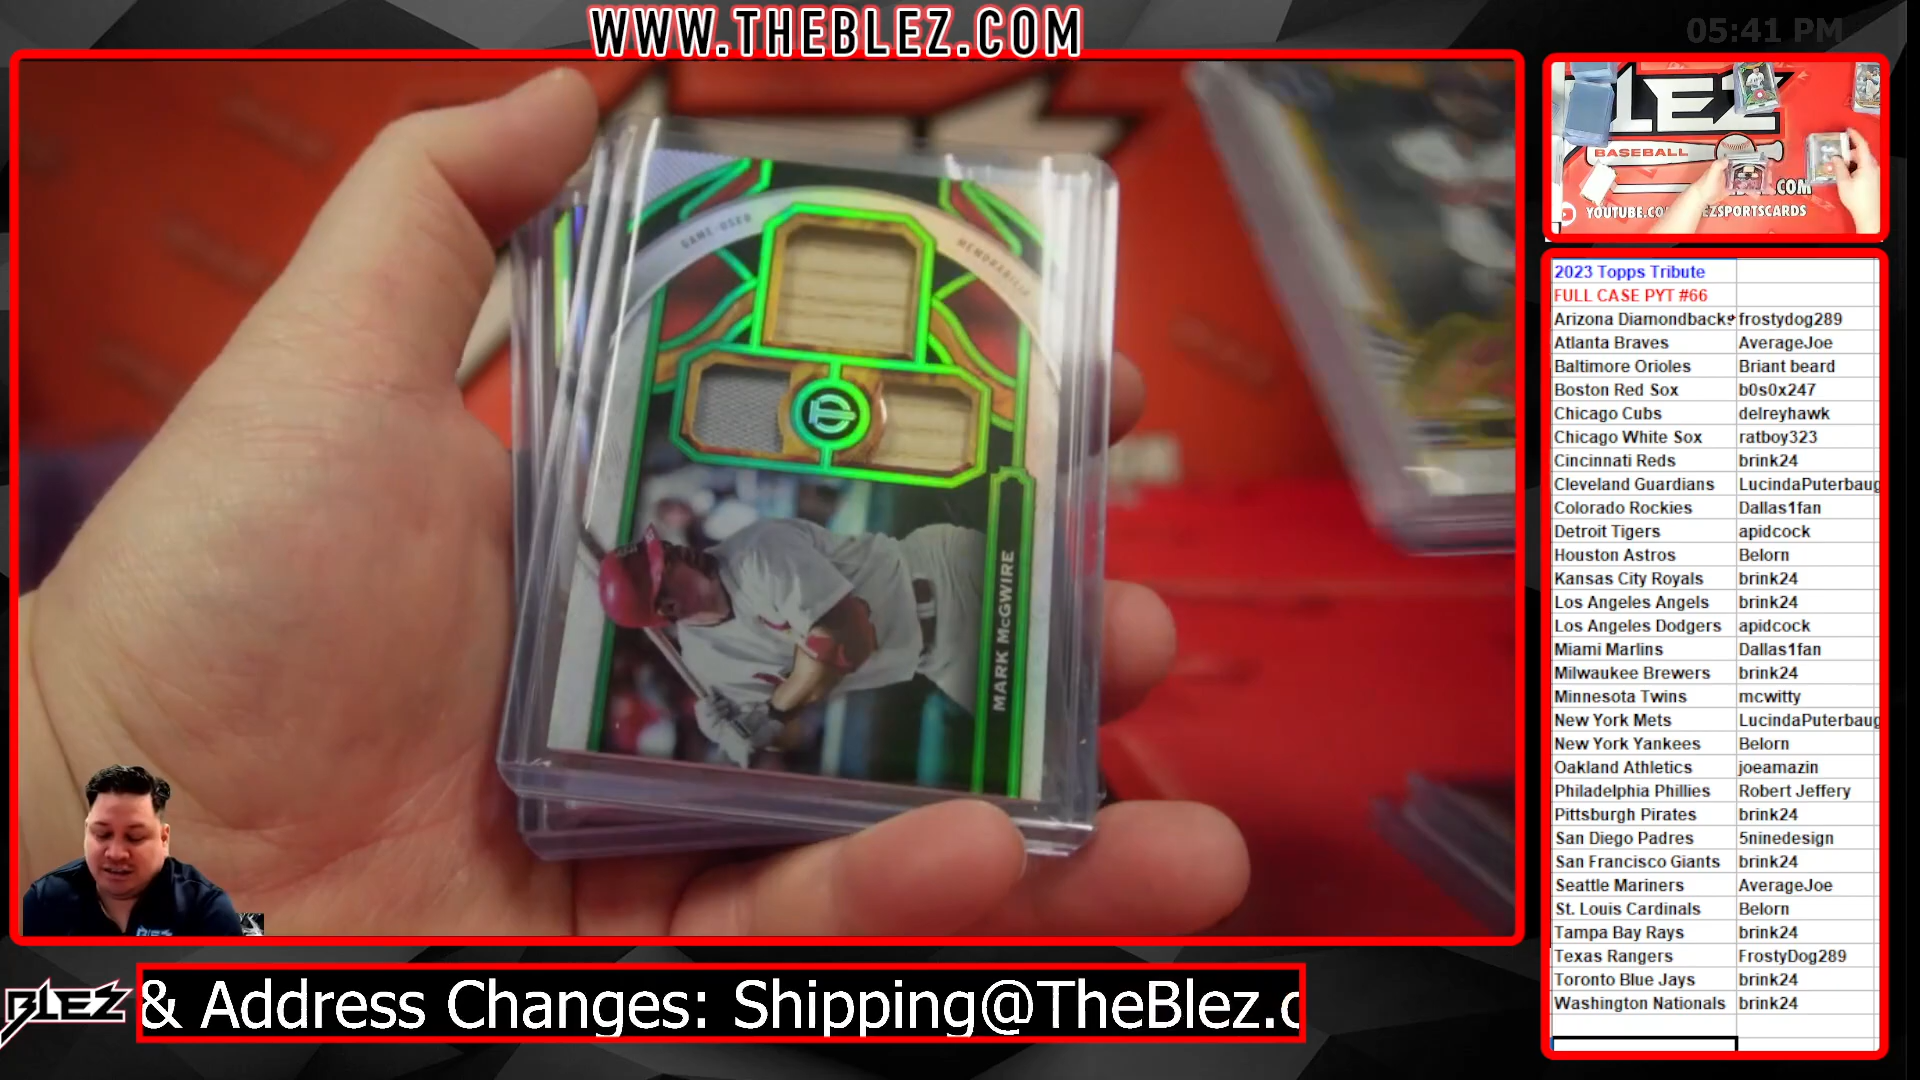 WWW.THEBLEZ.COM
05:41 PM
GAME-USED
MEMORABILIA
MARK McGWIRE
LEZ
BASEBALL
.COM
YOUTUBE.CO
EZSPORTSCARDS
2023 Topps Tribute
FULL CASE PYT #66
Arizona Diamondbacks frostydog289
Atlanta Braves AverageJoe
Baltimore Orioles Briant beard
Boston Red Sox b0s0x247
Chicago Cubs delreyhawk
Chicago White Sox ratboy323
Cincinnati Reds brink24
Cleveland Guardians LucindaPuterbaug
Colorado Rockies Dallas1fan
Detroit Tigers apidcock
Houston Astros Belorn
Kansas City Royals brink24
Los Angeles Angels brink24
Los Angeles Dodgers apidcock
Miami Marlins Dallas1fan
Milwaukee Brewers brink24
Minnesota Twins mcwitty
New York Mets LucindaPuterbaug
New York Yankees Belorn
Oakland Athletics joeamazin
Philadelphia Phillies Robert Jeffery
Pittsburgh Pirates brink24
San Diego Padres 5ninedesign
San Francisco Giants brink24
Seattle Mariners AverageJoe
St. Louis Cardinals Belorn
Tampa Bay Rays brink24
Texas Rangers FrostyDog289
Toronto Blue Jays brink24
Washington Nationals brink24
BLEZ
BLEZ
& Address Changes: Shipping@TheBlez.c